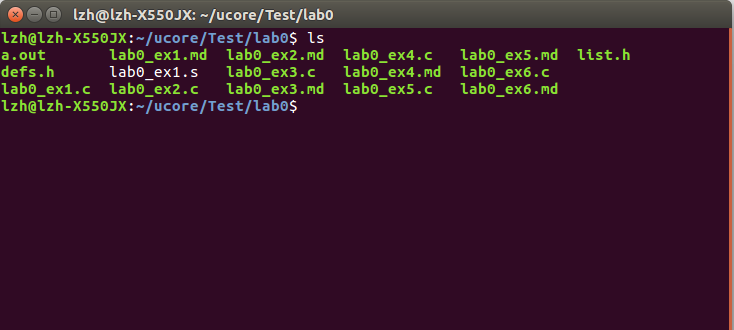 lzh@lzh-X550JX: ~/ucore/Test/lab0
lzh@lzh-X550JX:~/ucore/Test/lab0$ ls
a.out lab0_ex1.md lab0_ex2.md lab0_ex4.c lab0_ex5.md list.h
defs.h lab0_ex1.s lab0_ex3.c lab0_ex4.md lab0_ex6.c
lab0_ex1.c lab0_ex2.c lab0_ex3.md lab0_ex5.c lab0_ex6.md
lzh@lzh-X550JX:~/ucore/Test/lab0$